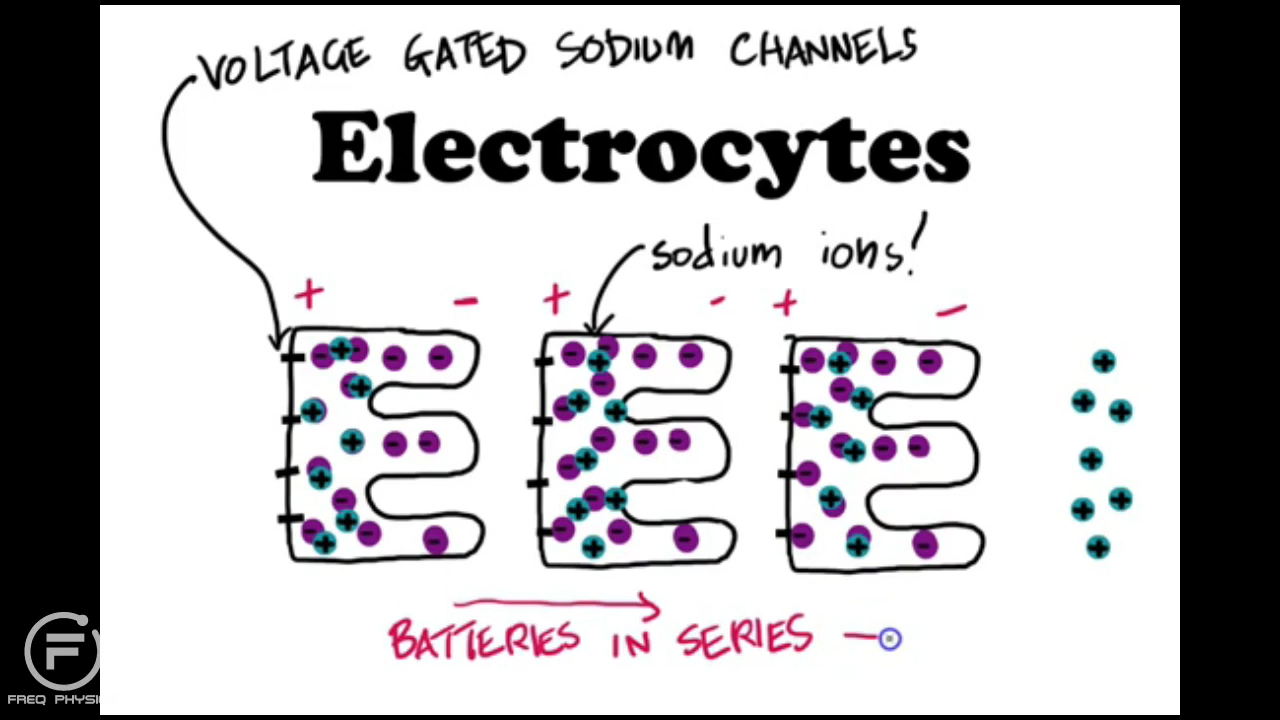 VOLTAGE GATED SODIUM CHANNELS
Electrocytes
sodium ions!
+ - + - + -
BATTERIES IN SERIES —
F
FREQ PHYSI